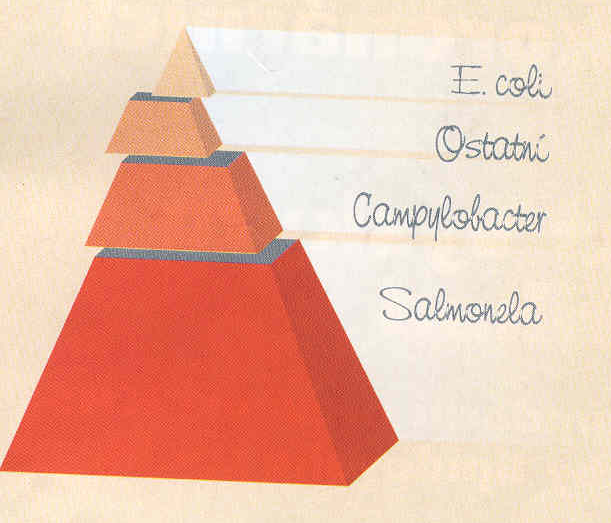 E. coli
Ostatní
Campylobacter
Salmonela